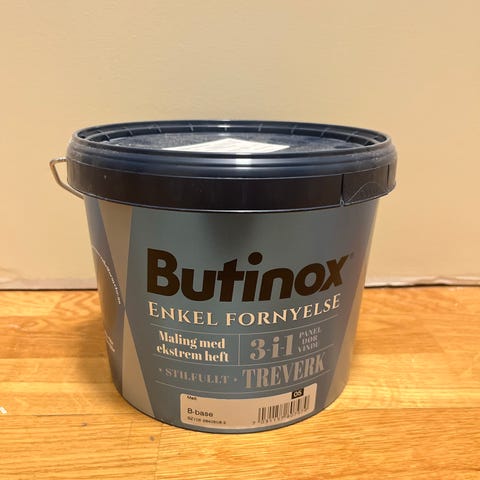 Butinox
ENKEL FORNYELSE
Maling med
ekstrem heft
3-i-1
PANEL
DØR
VINDU
• STILFULLT •
TREVERK
Matt
05
B-base